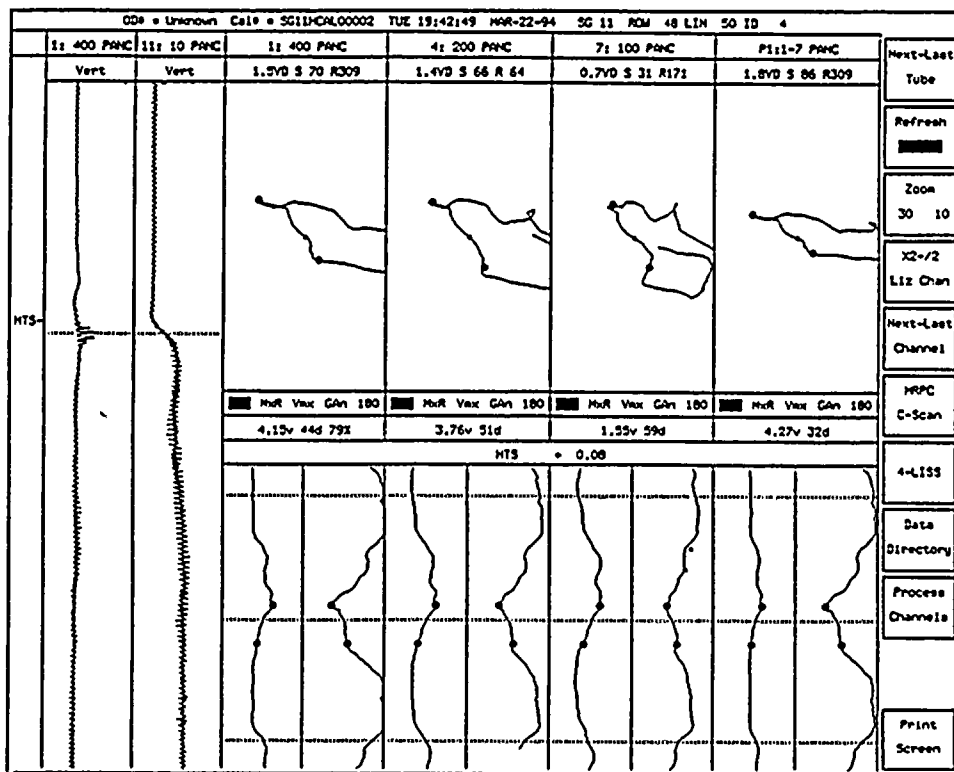 OD# = Unknown Cal# = SG11HCAL00002 TUE 19:42:49 MAR-22-94 SG 11 ROW 48 LIN 50 ID 4
1: 400 PANC 11: 10 PANC 1: 400 PANC 4: 200 PANC 7: 100 PANC P1:1-7 PANC
Vert Vert 1.5VD S 70 R309 1.4VD S 66 R 64 0.7VD S 31 R171 1.8VD S 86 R309
Next-Last
Tube
Refresh
Zoom
30 10
X2-/2
Liz Chan
HTS-
Next-Last
Channel
MRPC
C-Scan
MxR Vmx GAn 180 MxR Vmx GAn 180 MxR Vmx GAn 180 MxR Vmx GAn 180
4.15v 44d 79% 3.76v 51d 1.55v 59d 4.27v 32d
HTS + 0.08
4-LISS
Data
Directory
Process
Channels
Print
Screen